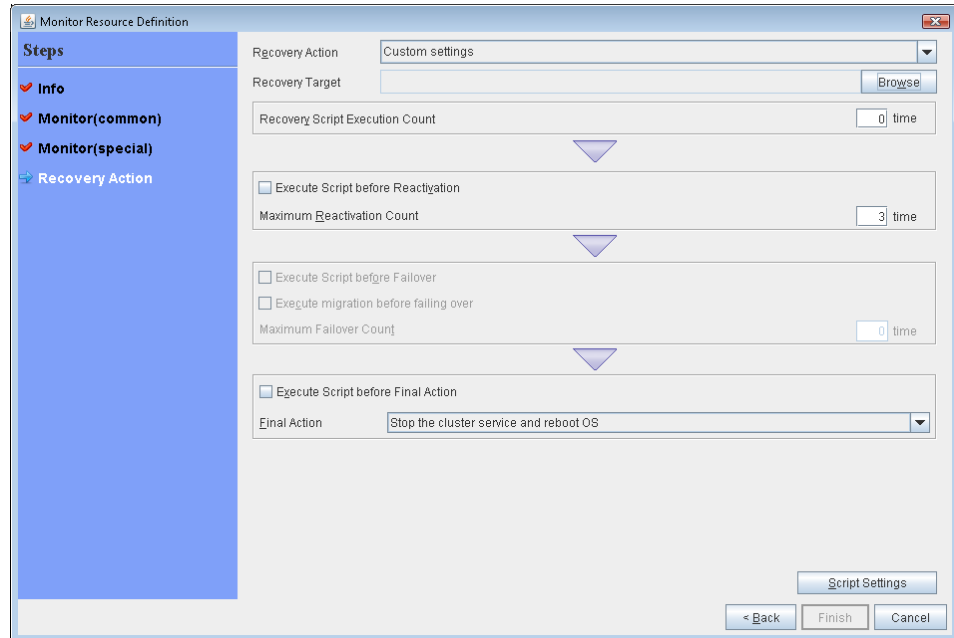 Monitor Resource Definition
Steps
Info
Monitor(common)
Monitor(special)
Recovery Action
Recovery Action Custom settings
Recovery Target Browse
Recovery Script Execution Count 0 time
Execute Script before Reactivation
Maximum Reactivation Count 3 time
Execute Script before Failover
Execute migration before failing over
Maximum Failover Count 0 time
Execute Script before Final Action
Final Action Stop the cluster service and reboot OS
Script Settings
< Back Finish Cancel